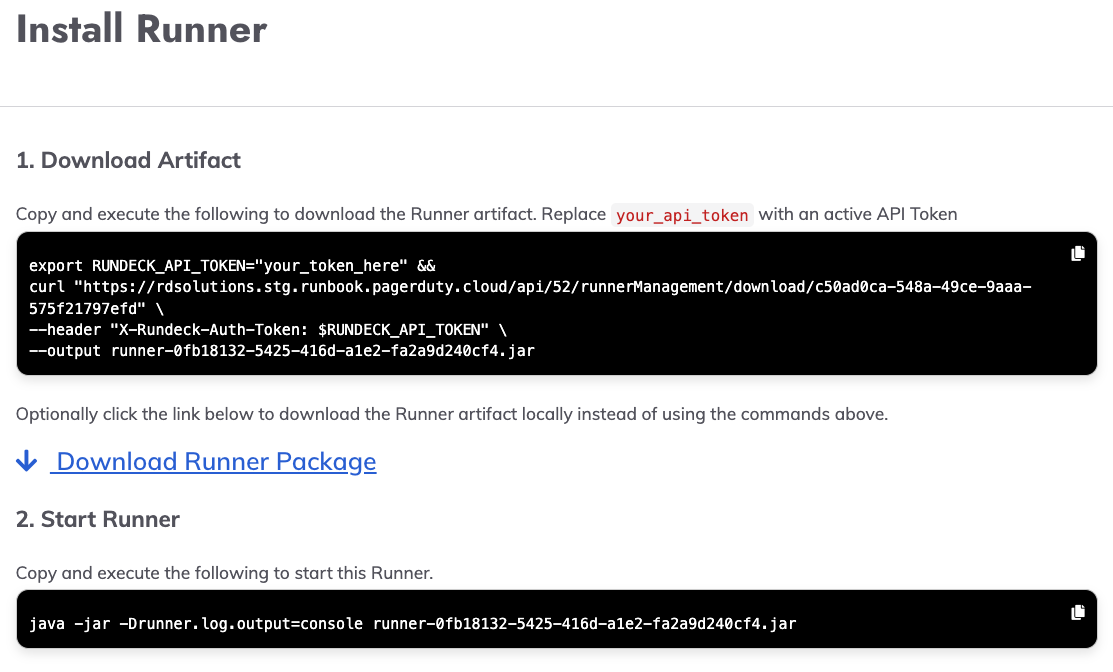 Install Runner
1. Download Artifact
Copy and execute the following to download the Runner artifact. Replace your_api_token with an active API Token
export RUNDECK_API_TOKEN="your_token_here" &&
curl "https://rdsolutions.stg.runbook.pagerduty.cloud/api/52/runnerManagement/download/c50ad0ca-548a-49ce-9aaa-
575f21797efd" \
--header "X-Rundeck-Auth-Token: $RUNDECK_API_TOKEN" \
--output runner-0fb18132-5425-416d-a1e2-fa2a9d240cf4.jar
Optionally click the link below to download the Runner artifact locally instead of using the commands above.
Download Runner Package
2. Start Runner
Copy and execute the following to start this Runner.
java -jar -Drunner.log.output=console runner-0fb18132-5425-416d-a1e2-fa2a9d240cf4.jar